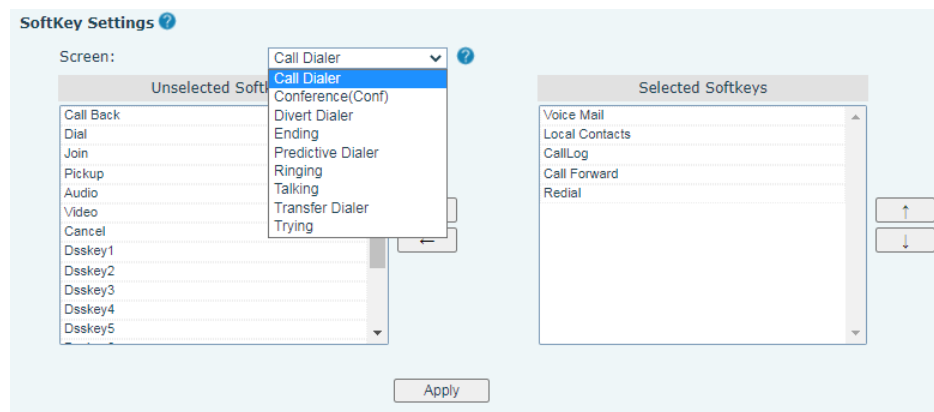 SoftKey Settings ?
Screen:
Call Dialer
?
Unselected Soft
Call Dialer
Conference(Conf)
Divert Dialer
Ending
Predictive Dialer
Ringing
Talking
Transfer Dialer
Trying
Call Back
Dial
Join
Pickup
Audio
Video
Cancel
Dsskey1
Dsskey2
Dsskey3
Dsskey4
Dsskey5
←
Selected Softkeys
Voice Mail
Local Contacts
CallLog
Call Forward
Redial
↑
↓
Apply